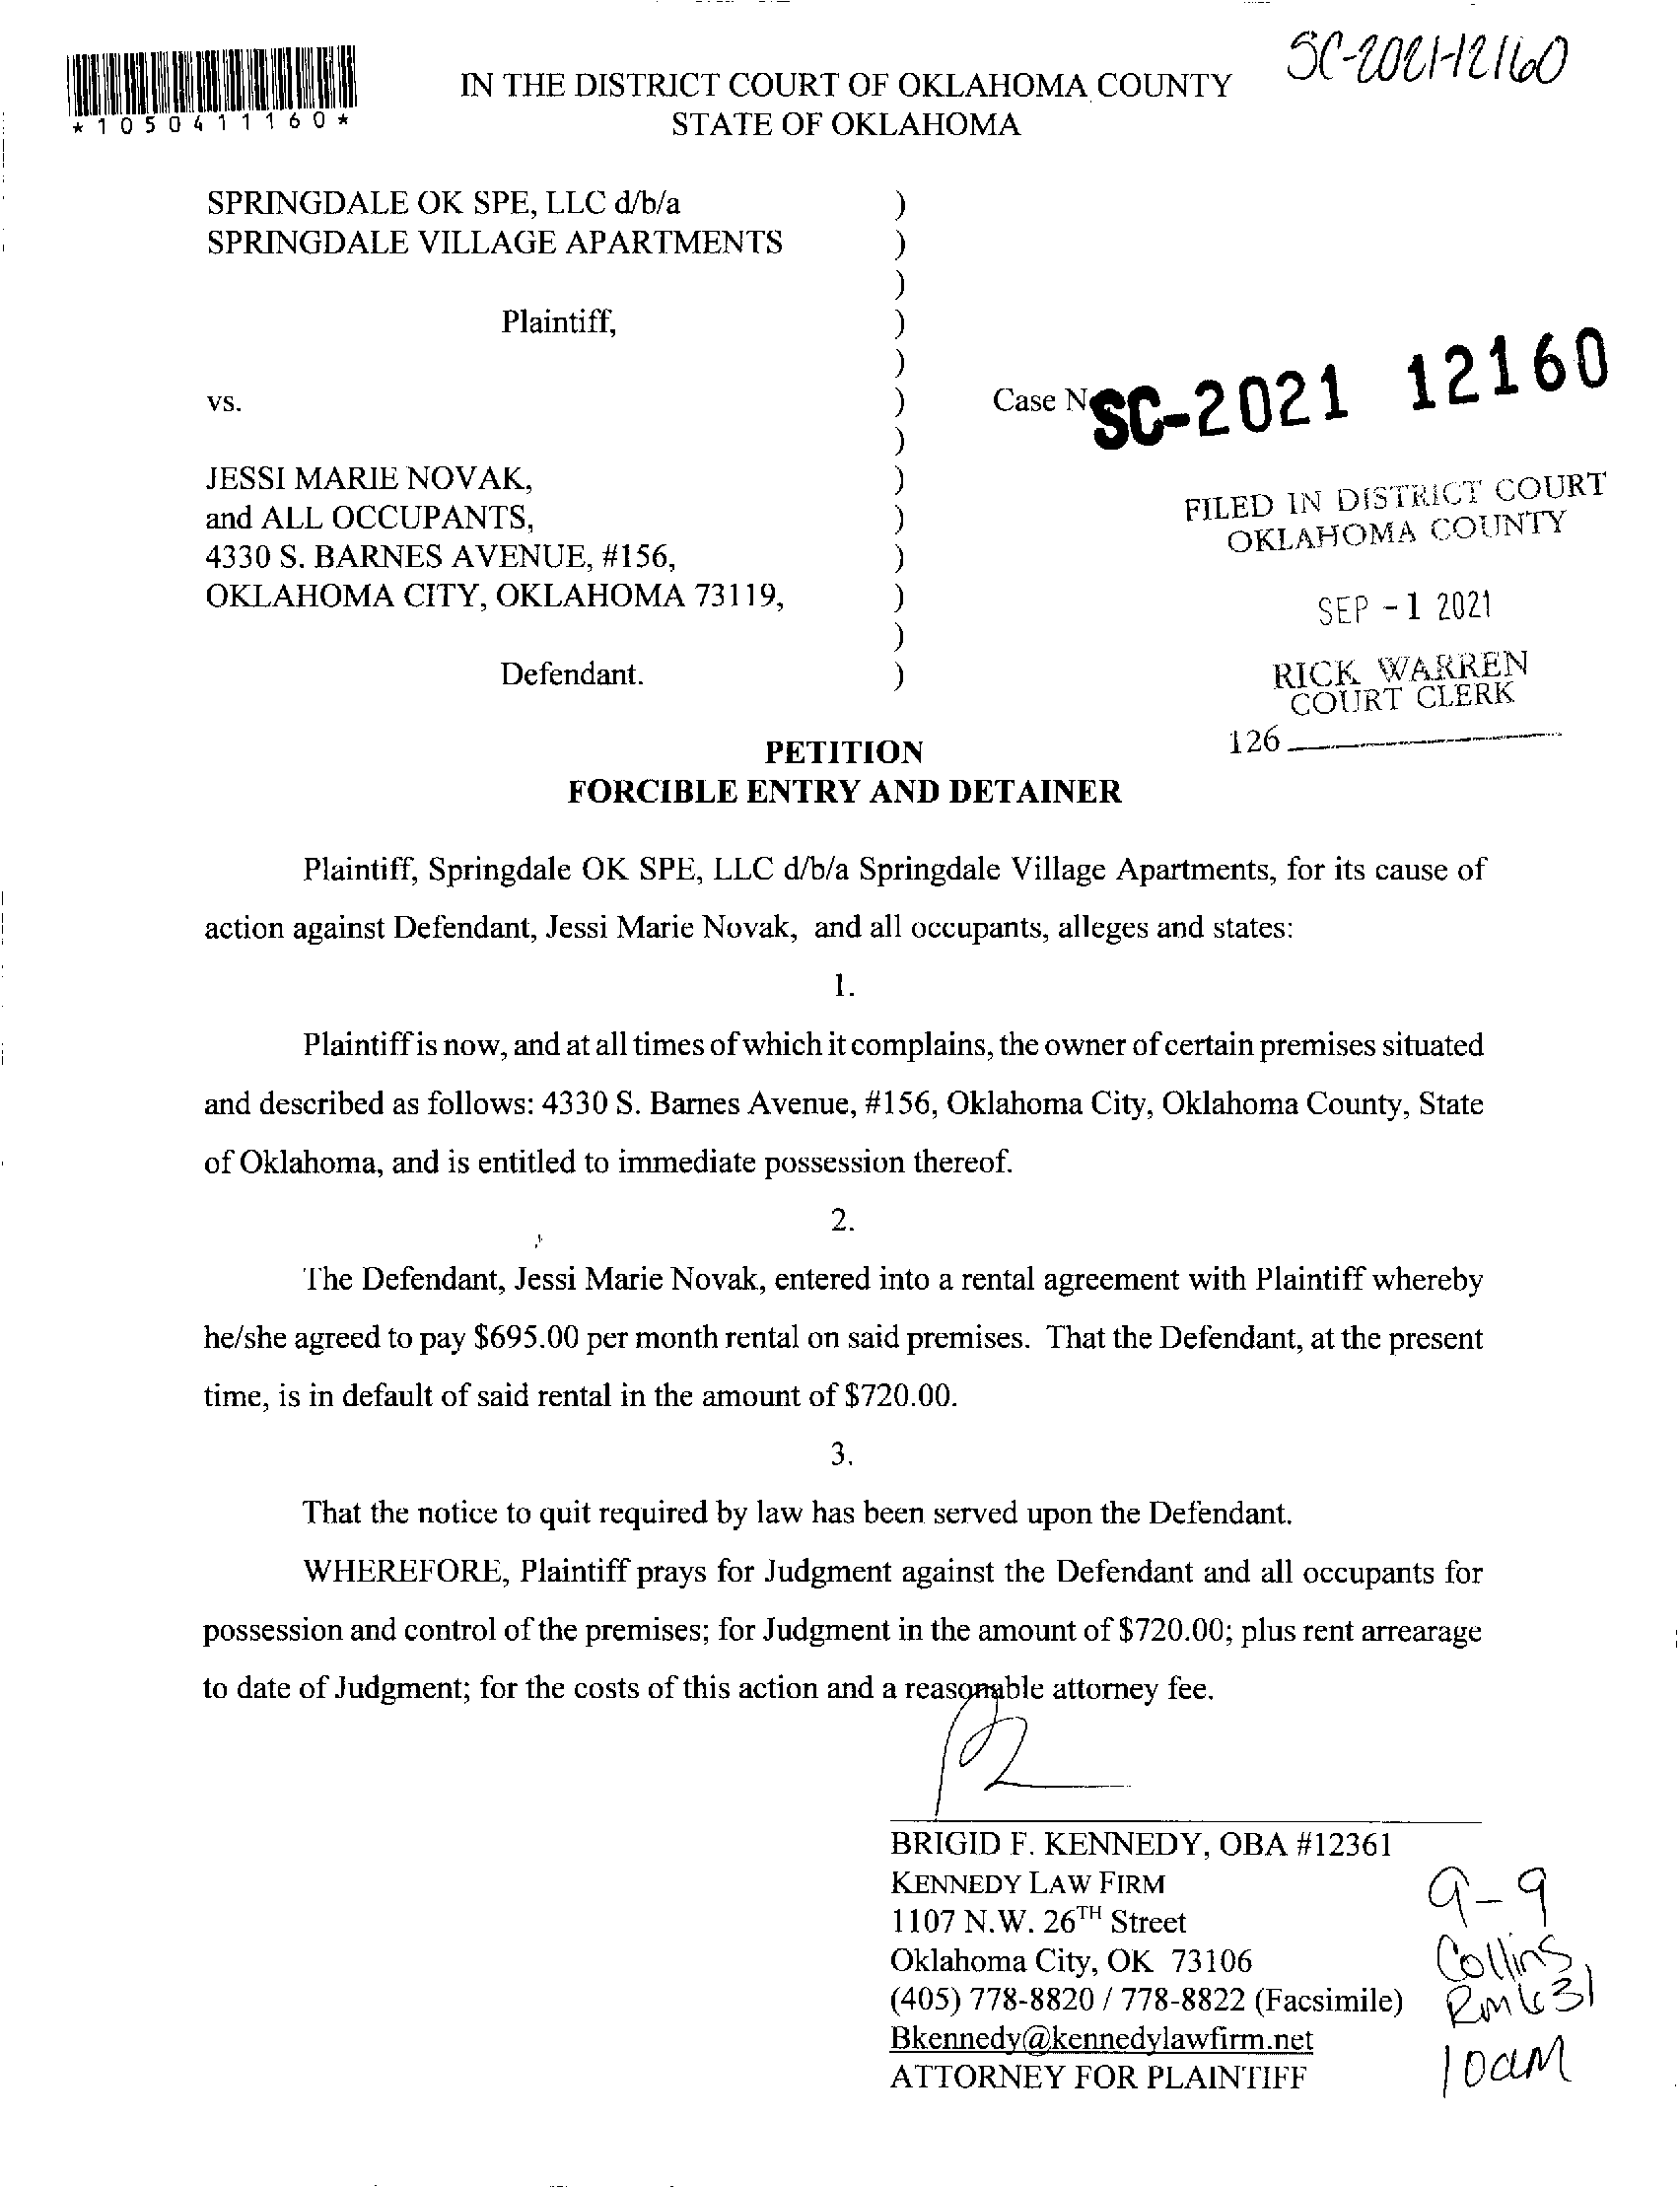 SC-2021-12160
*1050411160*
IN THE DISTRICT COURT OF OKLAHOMA COUNTY
STATE OF OKLAHOMA
SPRINGDALE OK SPE, LLC d/b/a )
SPRINGDALE VILLAGE APARTMENTS )
)
Plaintiff, )
)
vs. ) Case No. SC-2021 12160
)
JESSI MARIE NOVAK, )
and ALL OCCUPANTS, )
4330 S. BARNES AVENUE, #156, )
OKLAHOMA CITY, OKLAHOMA 73119, )
)
Defendant. )
FILED IN DISTRICT COURT
OKLAHOMA COUNTY
SEP -1 2021
RICK WARREN
COURT CLERK
126
PETITION
FORCIBLE ENTRY AND DETAINER
Plaintiff, Springdale OK SPE, LLC d/b/a Springdale Village Apartments, for its cause of
action against Defendant, Jessi Marie Novak, and all occupants, alleges and states:
1.
Plaintiff is now, and at all times of which it complains, the owner of certain premises situated
and described as follows: 4330 S. Barnes Avenue, #156, Oklahoma City, Oklahoma County, State
of Oklahoma, and is entitled to immediate possession thereof.
2.
The Defendant, Jessi Marie Novak, entered into a rental agreement with Plaintiff whereby
he/she agreed to pay $695.00 per month rental on said premises. That the Defendant, at the present
time, is in default of said rental in the amount of $720.00.
3.
That the notice to quit required by law has been served upon the Defendant.
WHEREFORE, Plaintiff prays for Judgment against the Defendant and all occupants for
possession and control of the premises; for Judgment in the amount of $720.00; plus rent arrearage
to date of Judgment; for the costs of this action and a reasonable attorney fee.
BRIGID F. KENNEDY, OBA #12361
KENNEDY LAW FIRM
1107 N.W. 26TH Street
Oklahoma City, OK 73106
(405) 778-8820 / 778-8822 (Facsimile)
Bkennedy@kennedylawfirm.net
ATTORNEY FOR PLAINTIFF
9-9
Collins,
Rm 631
10am